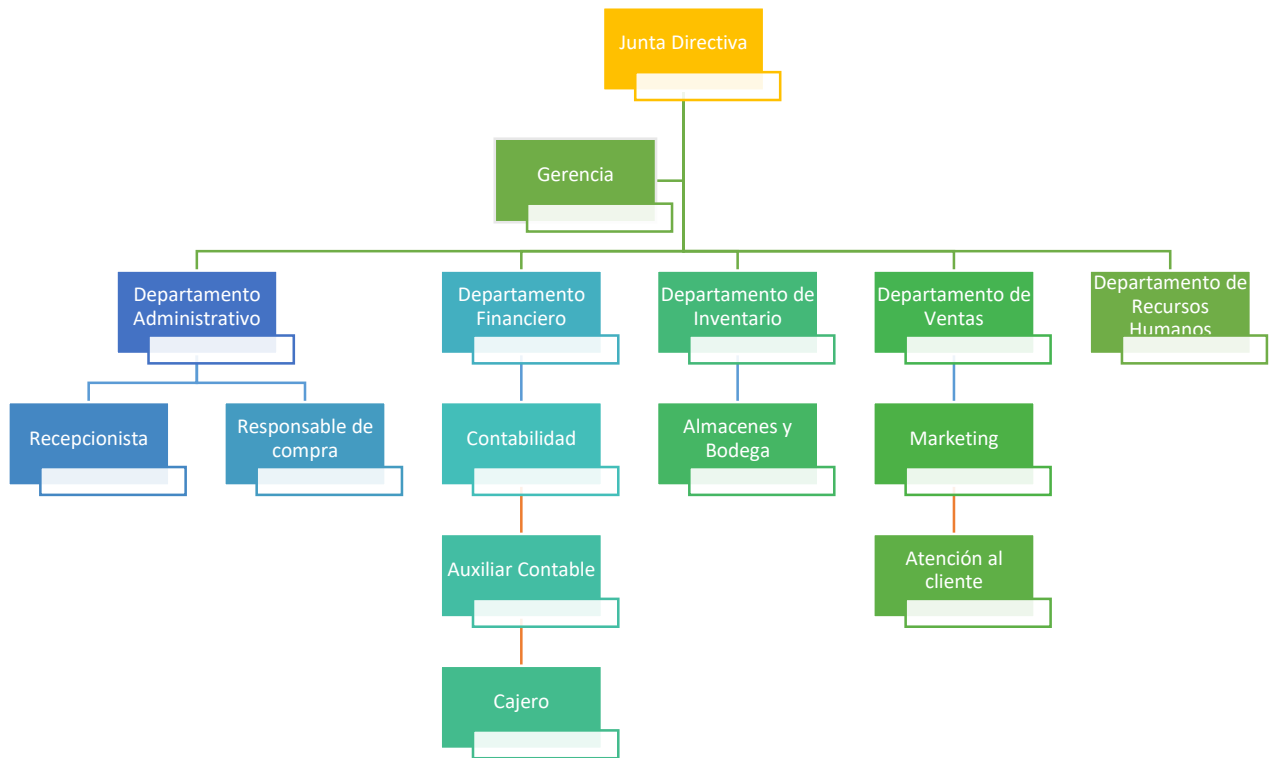 Junta Directiva
Gerencia
Departamento
Administrativo
Departamento
Financiero
Departamento de
Inventario
Departamento de
Ventas
Departamento de
Recursos
Humanos
Recepcionista
Responsable de
compra
Contabilidad
Almacenes y
Bodega
Marketing
Auxiliar Contable
Atención al
cliente
Cajero